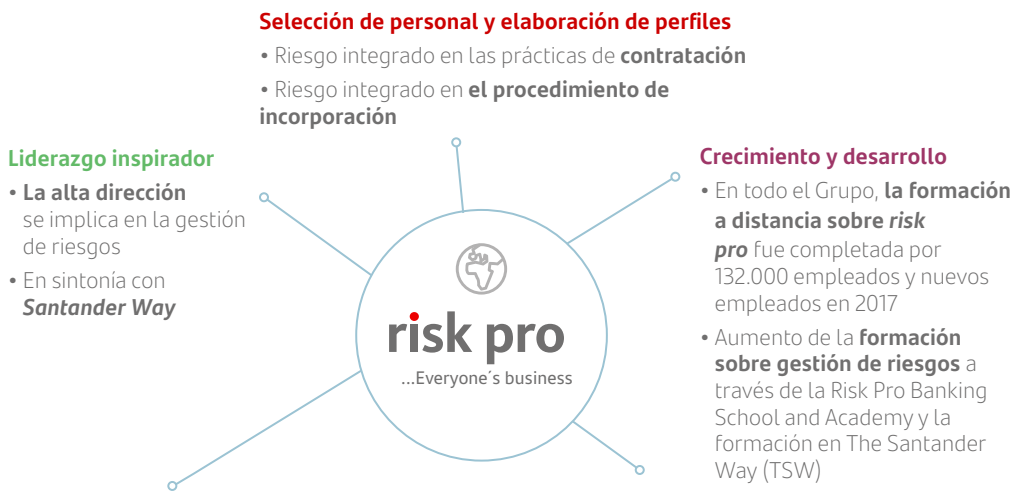 Selección de personal y elaboración de perfiles
• Riesgo integrado en las prácticas de contratación
• Riesgo integrado en el procedimiento de
incorporación
Liderazgo inspirador
• La alta dirección
se implica en la gestión
de riesgos
• En sintonía con
Santander Way
risk pro
...Everyone´s business
Crecimiento y desarrollo
• En todo el Grupo, la formación
a distancia sobre risk
pro fue completada por
132.000 empleados y nuevos
empleados en 2017
• Aumento de la formación
sobre gestión de riesgos a
través de la Risk Pro Banking
School and Academy y la
formación en The Santander
Way (TSW)